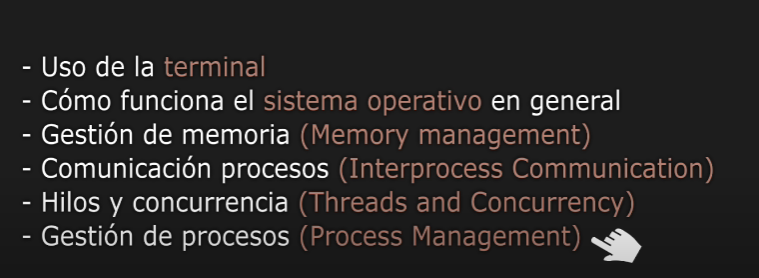 - Uso de la terminal
- Cómo funciona el sistema operativo en general
- Gestión de memoria (Memory management)
- Comunicación procesos (Interprocess Communication)
- Hilos y concurrencia (Threads and Concurrency)
- Gestión de procesos (Process Management)